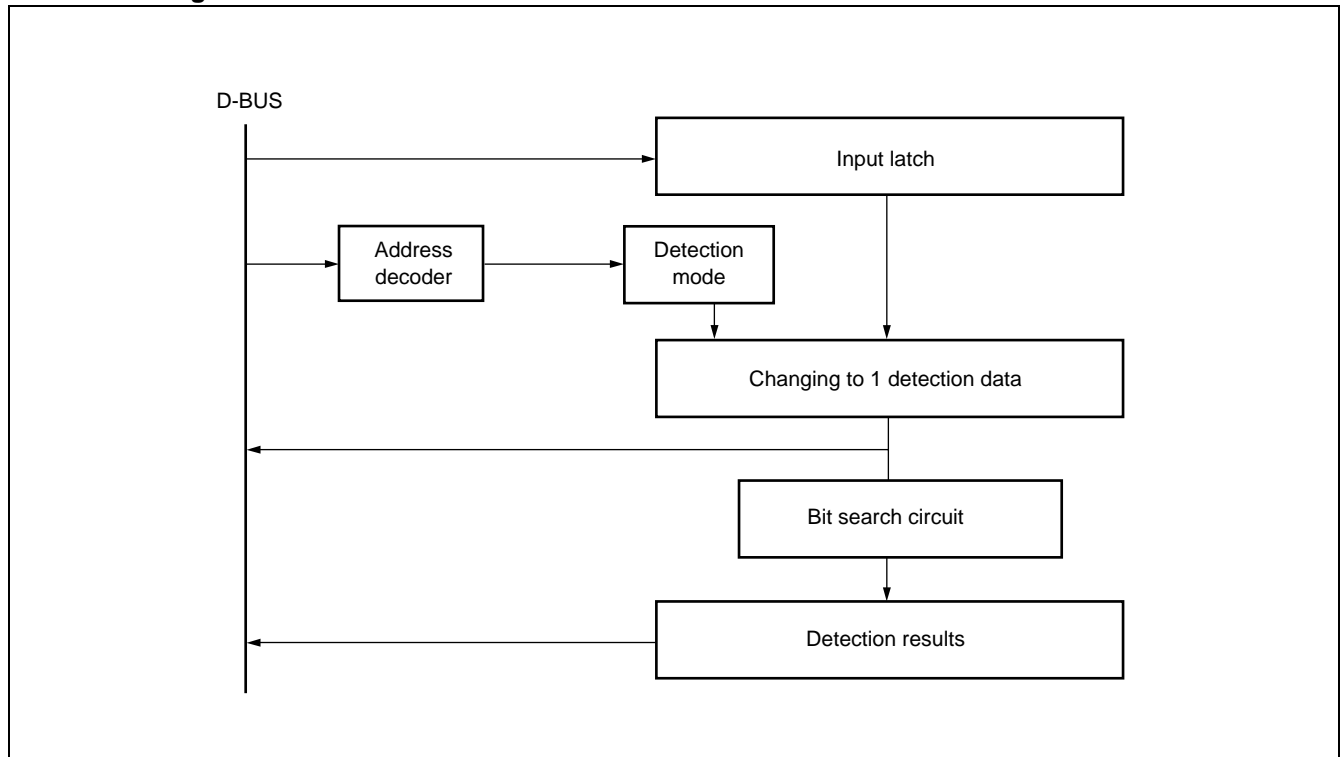 D-BUS
Input latch
Address
decoder
Detection
mode
Changing to 1 detection data
Bit search circuit
Detection results